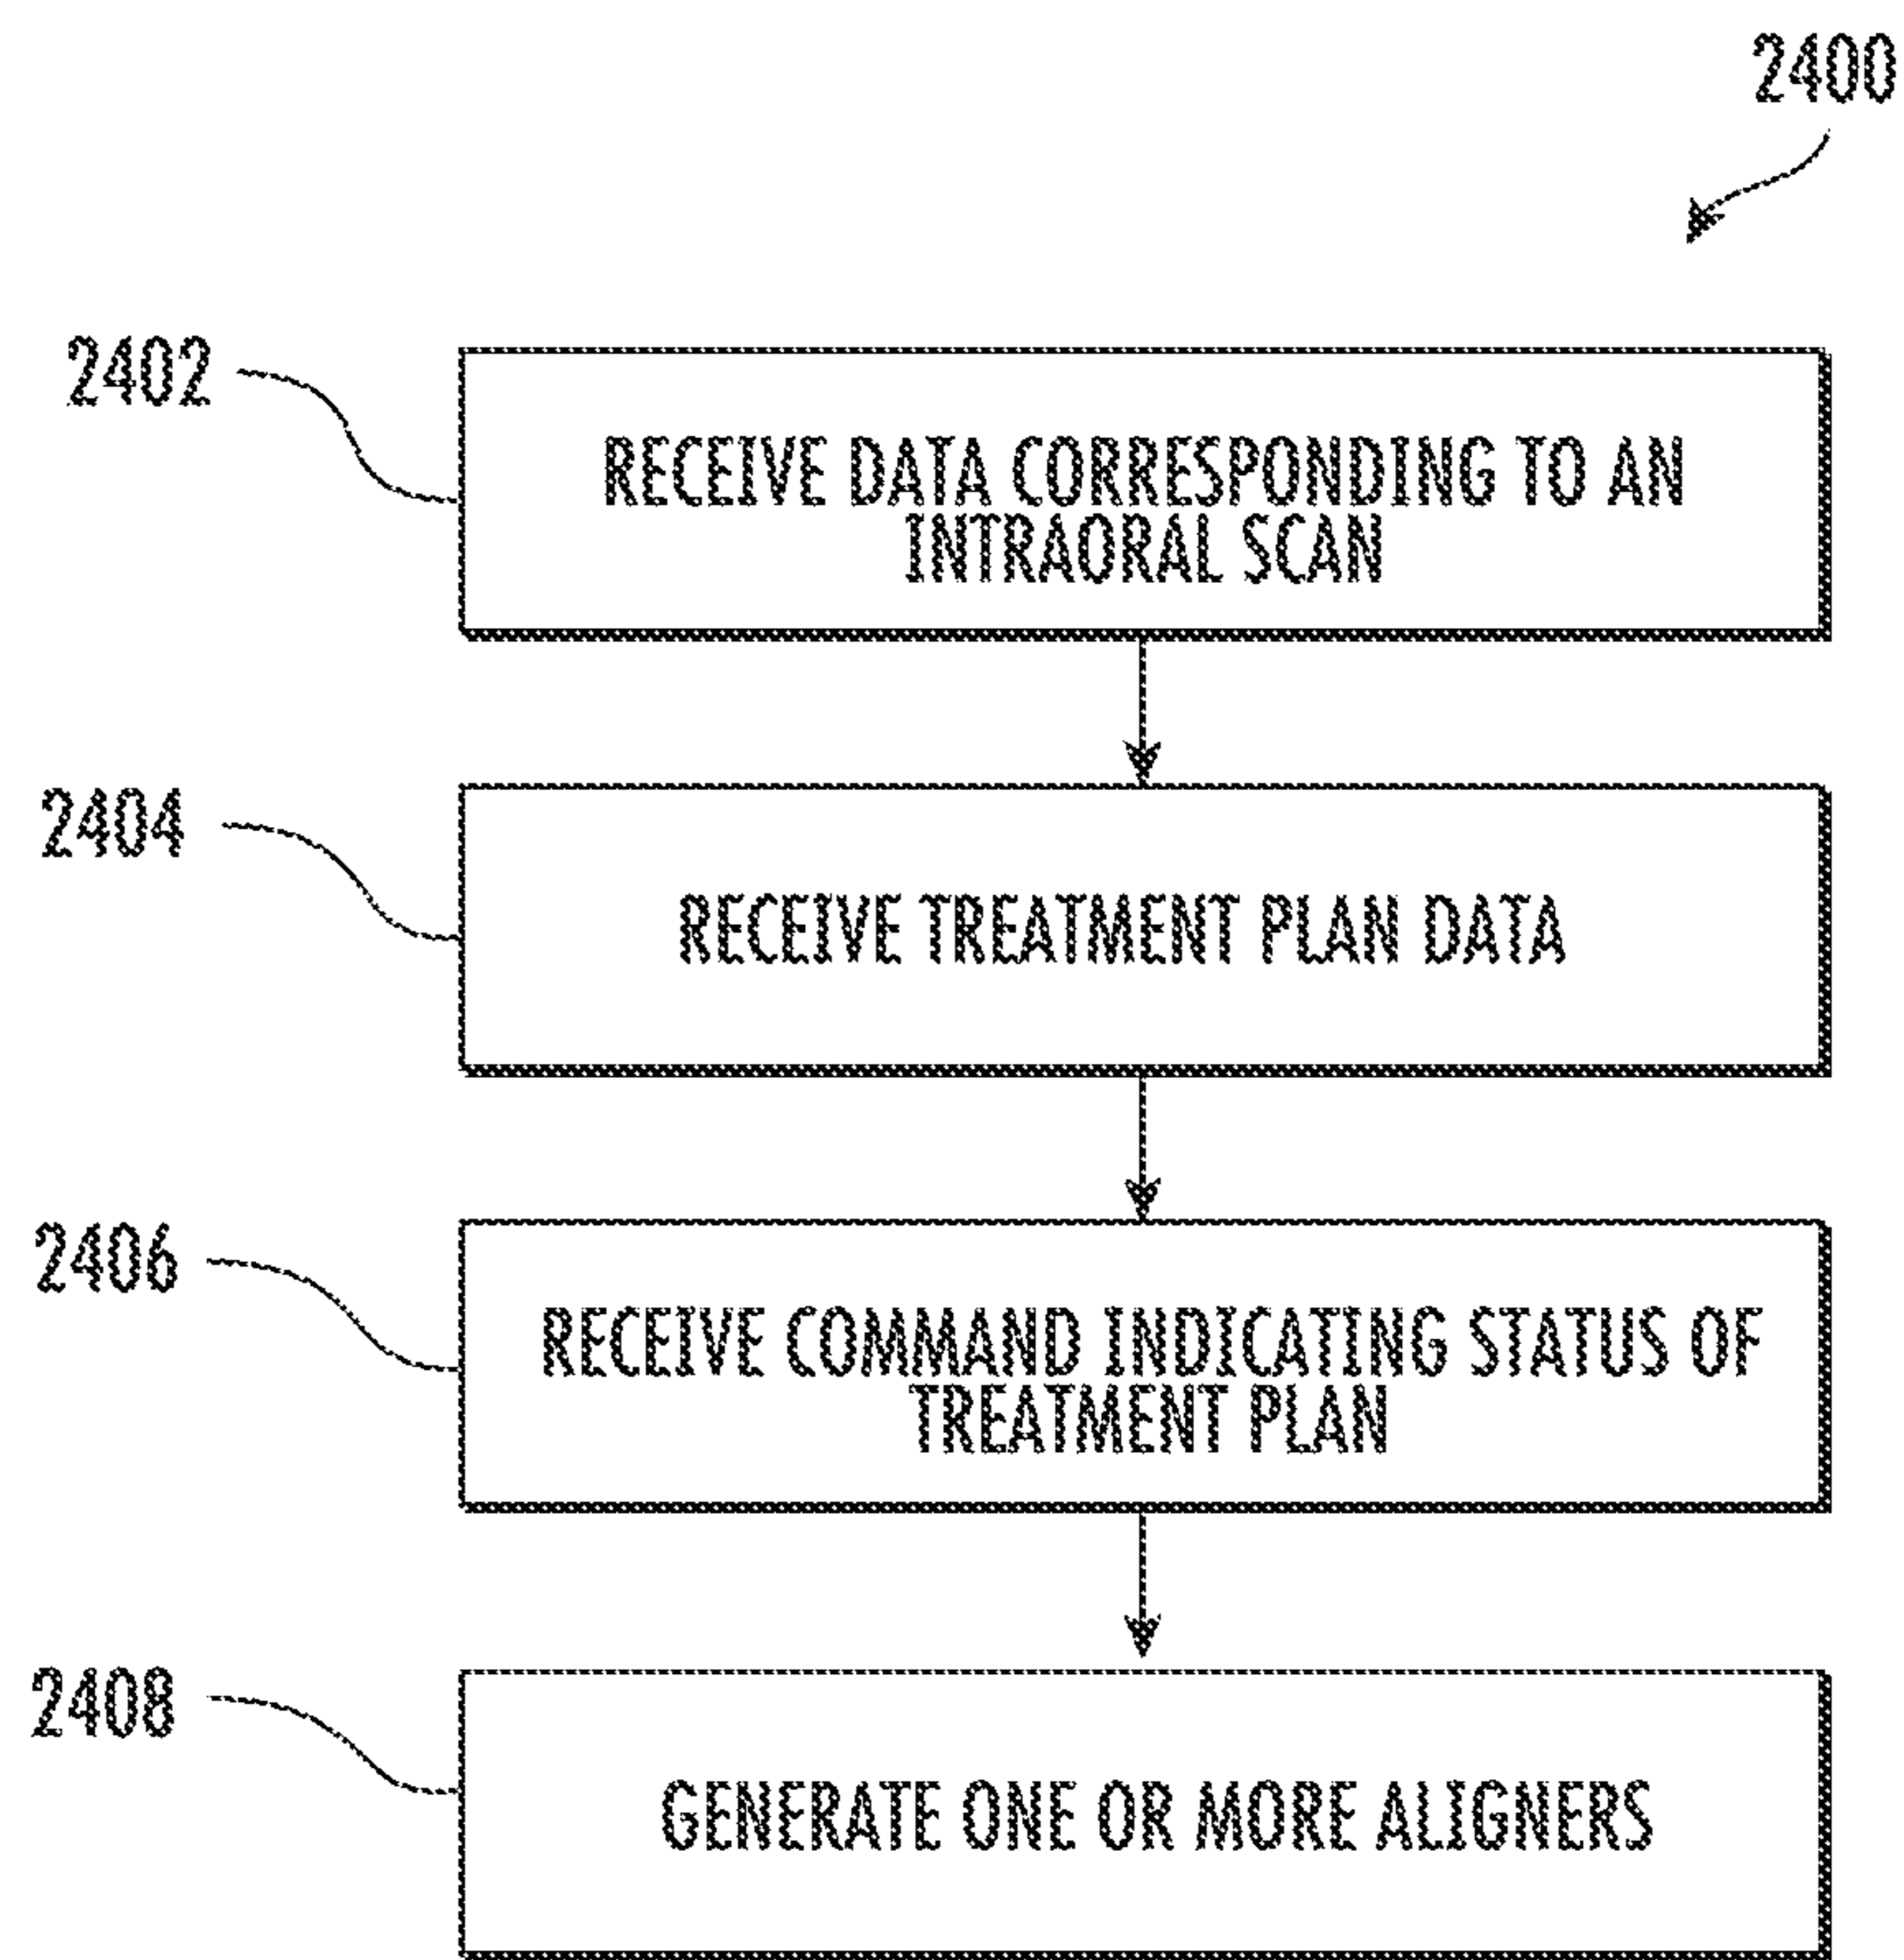 2400
2402
RECEIVE DATA CORRESPONDING TO AN
INTRAORAL SCAN
2404
RECEIVE TREATMENT PLAN DATA
2406
RECEIVE COMMAND INDICATING STATUS OF
TREATMENT PLAN
2408
GENERATE ONE OR MORE ALIGNERS